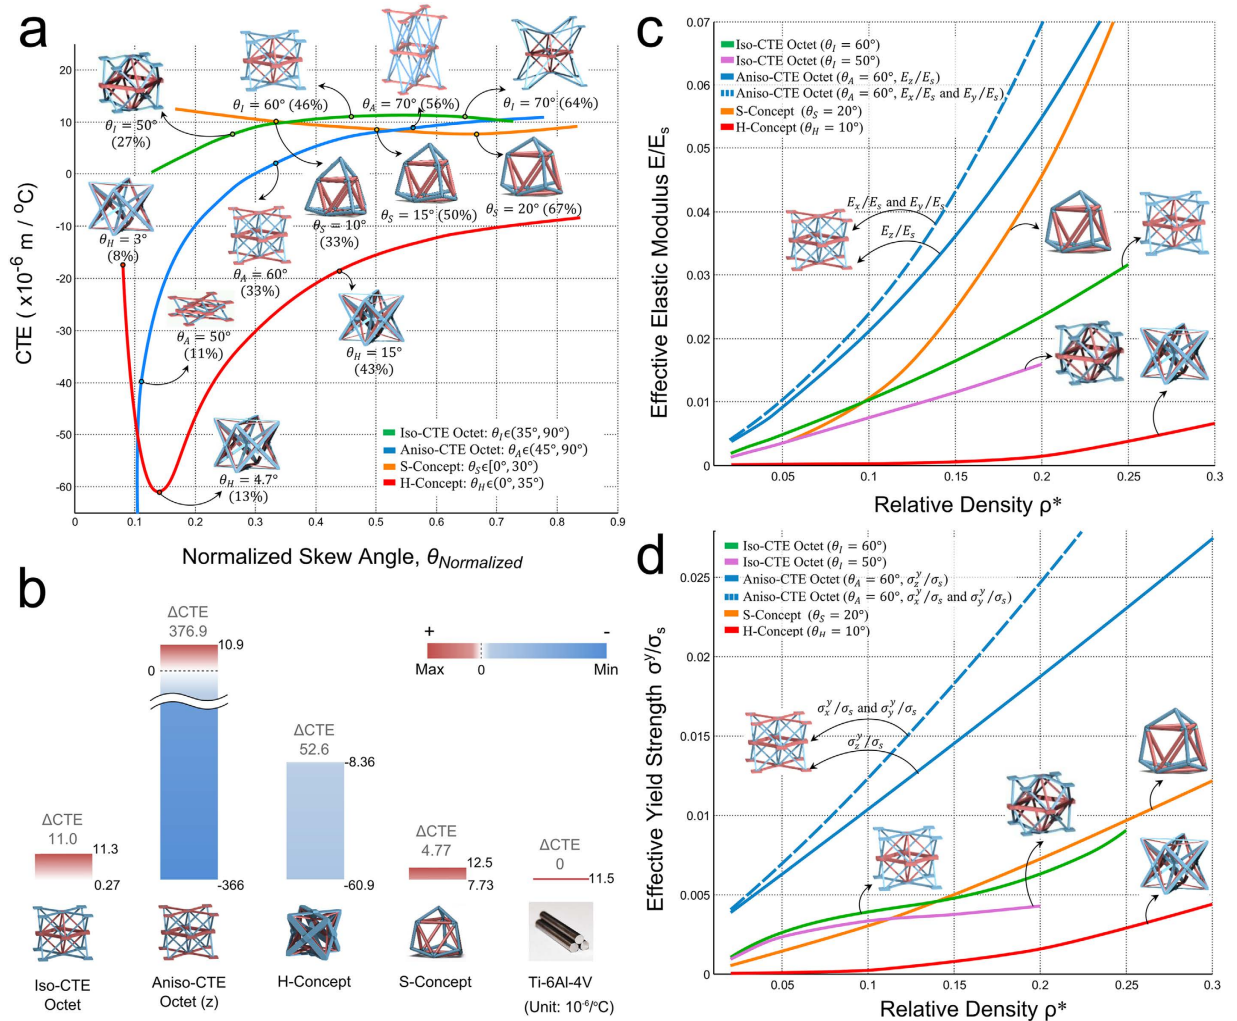 a
CTE ( x10⁻⁶ m / °C)
20
10
0
-10
-20
-30
-40
-50
-60
0
0.1
0.2
0.3
0.4
0.5
0.6
0.7
0.8
0.9
Normalized Skew Angle, θNormalized
θI = 50°
(27%)
θI = 60° (46%)
θA = 70° (56%)
θI = 70° (64%)
θH = 3°
(8%)
θS = 10°
(33%)
θS = 15° (50%)
θS = 20° (67%)
θA = 60°
(33%)
θA = 50°
(11%)
θH = 15°
(43%)
θH = 4.7°
(13%)
Iso-CTE Octet: θIϵ(35°, 90°)
Aniso-CTE Octet: θAϵ(45°, 90°)
S-Concept: θSϵ[0°, 30°)
H-Concept: θHϵ(0°, 35°)
b
ΔCTE
11.0
11.3
0.27
Iso-CTE
Octet
ΔCTE
376.9
10.9
0
-366
Aniso-CTE
Octet (z)
ΔCTE
52.6
-8.36
-60.9
H-Concept
ΔCTE
4.77
12.5
7.73
S-Concept
ΔCTE
0
11.5
Ti-6Al-4V
(Unit: 10⁻⁶/°C)
+
-
Max
0
Min
c
Effective Elastic Modulus E/Es
0.07
0.06
0.05
0.04
0.03
0.02
0.01
0
0.05
0.1
0.15
0.2
0.25
0.3
Relative Density ρ*
Iso-CTE Octet (θI = 60°)
Iso-CTE Octet (θI = 50°)
Aniso-CTE Octet (θA = 60°, Ez/Es)
Aniso-CTE Octet (θA = 60°, Ex/Es and Ey/Es)
S-Concept (θS = 20°)
H-Concept (θH = 10°)
Ex/Es and Ey/Es
Ez/Es
d
Effective Yield Strength σʸ/σs
0.025
0.02
0.015
0.01
0.005
0
0.05
0.1
0.15
0.2
0.25
0.3
Relative Density ρ*
Iso-CTE Octet (θI = 60°)
Iso-CTE Octet (θI = 50°)
Aniso-CTE Octet (θA = 60°, σzʸ/σs)
Aniso-CTE Octet (θA = 60°, σxʸ/σs and σyʸ/σs)
S-Concept (θS = 20°)
H-Concept (θH = 10°)
σxʸ/σs and σyʸ/σs
σzʸ/σs